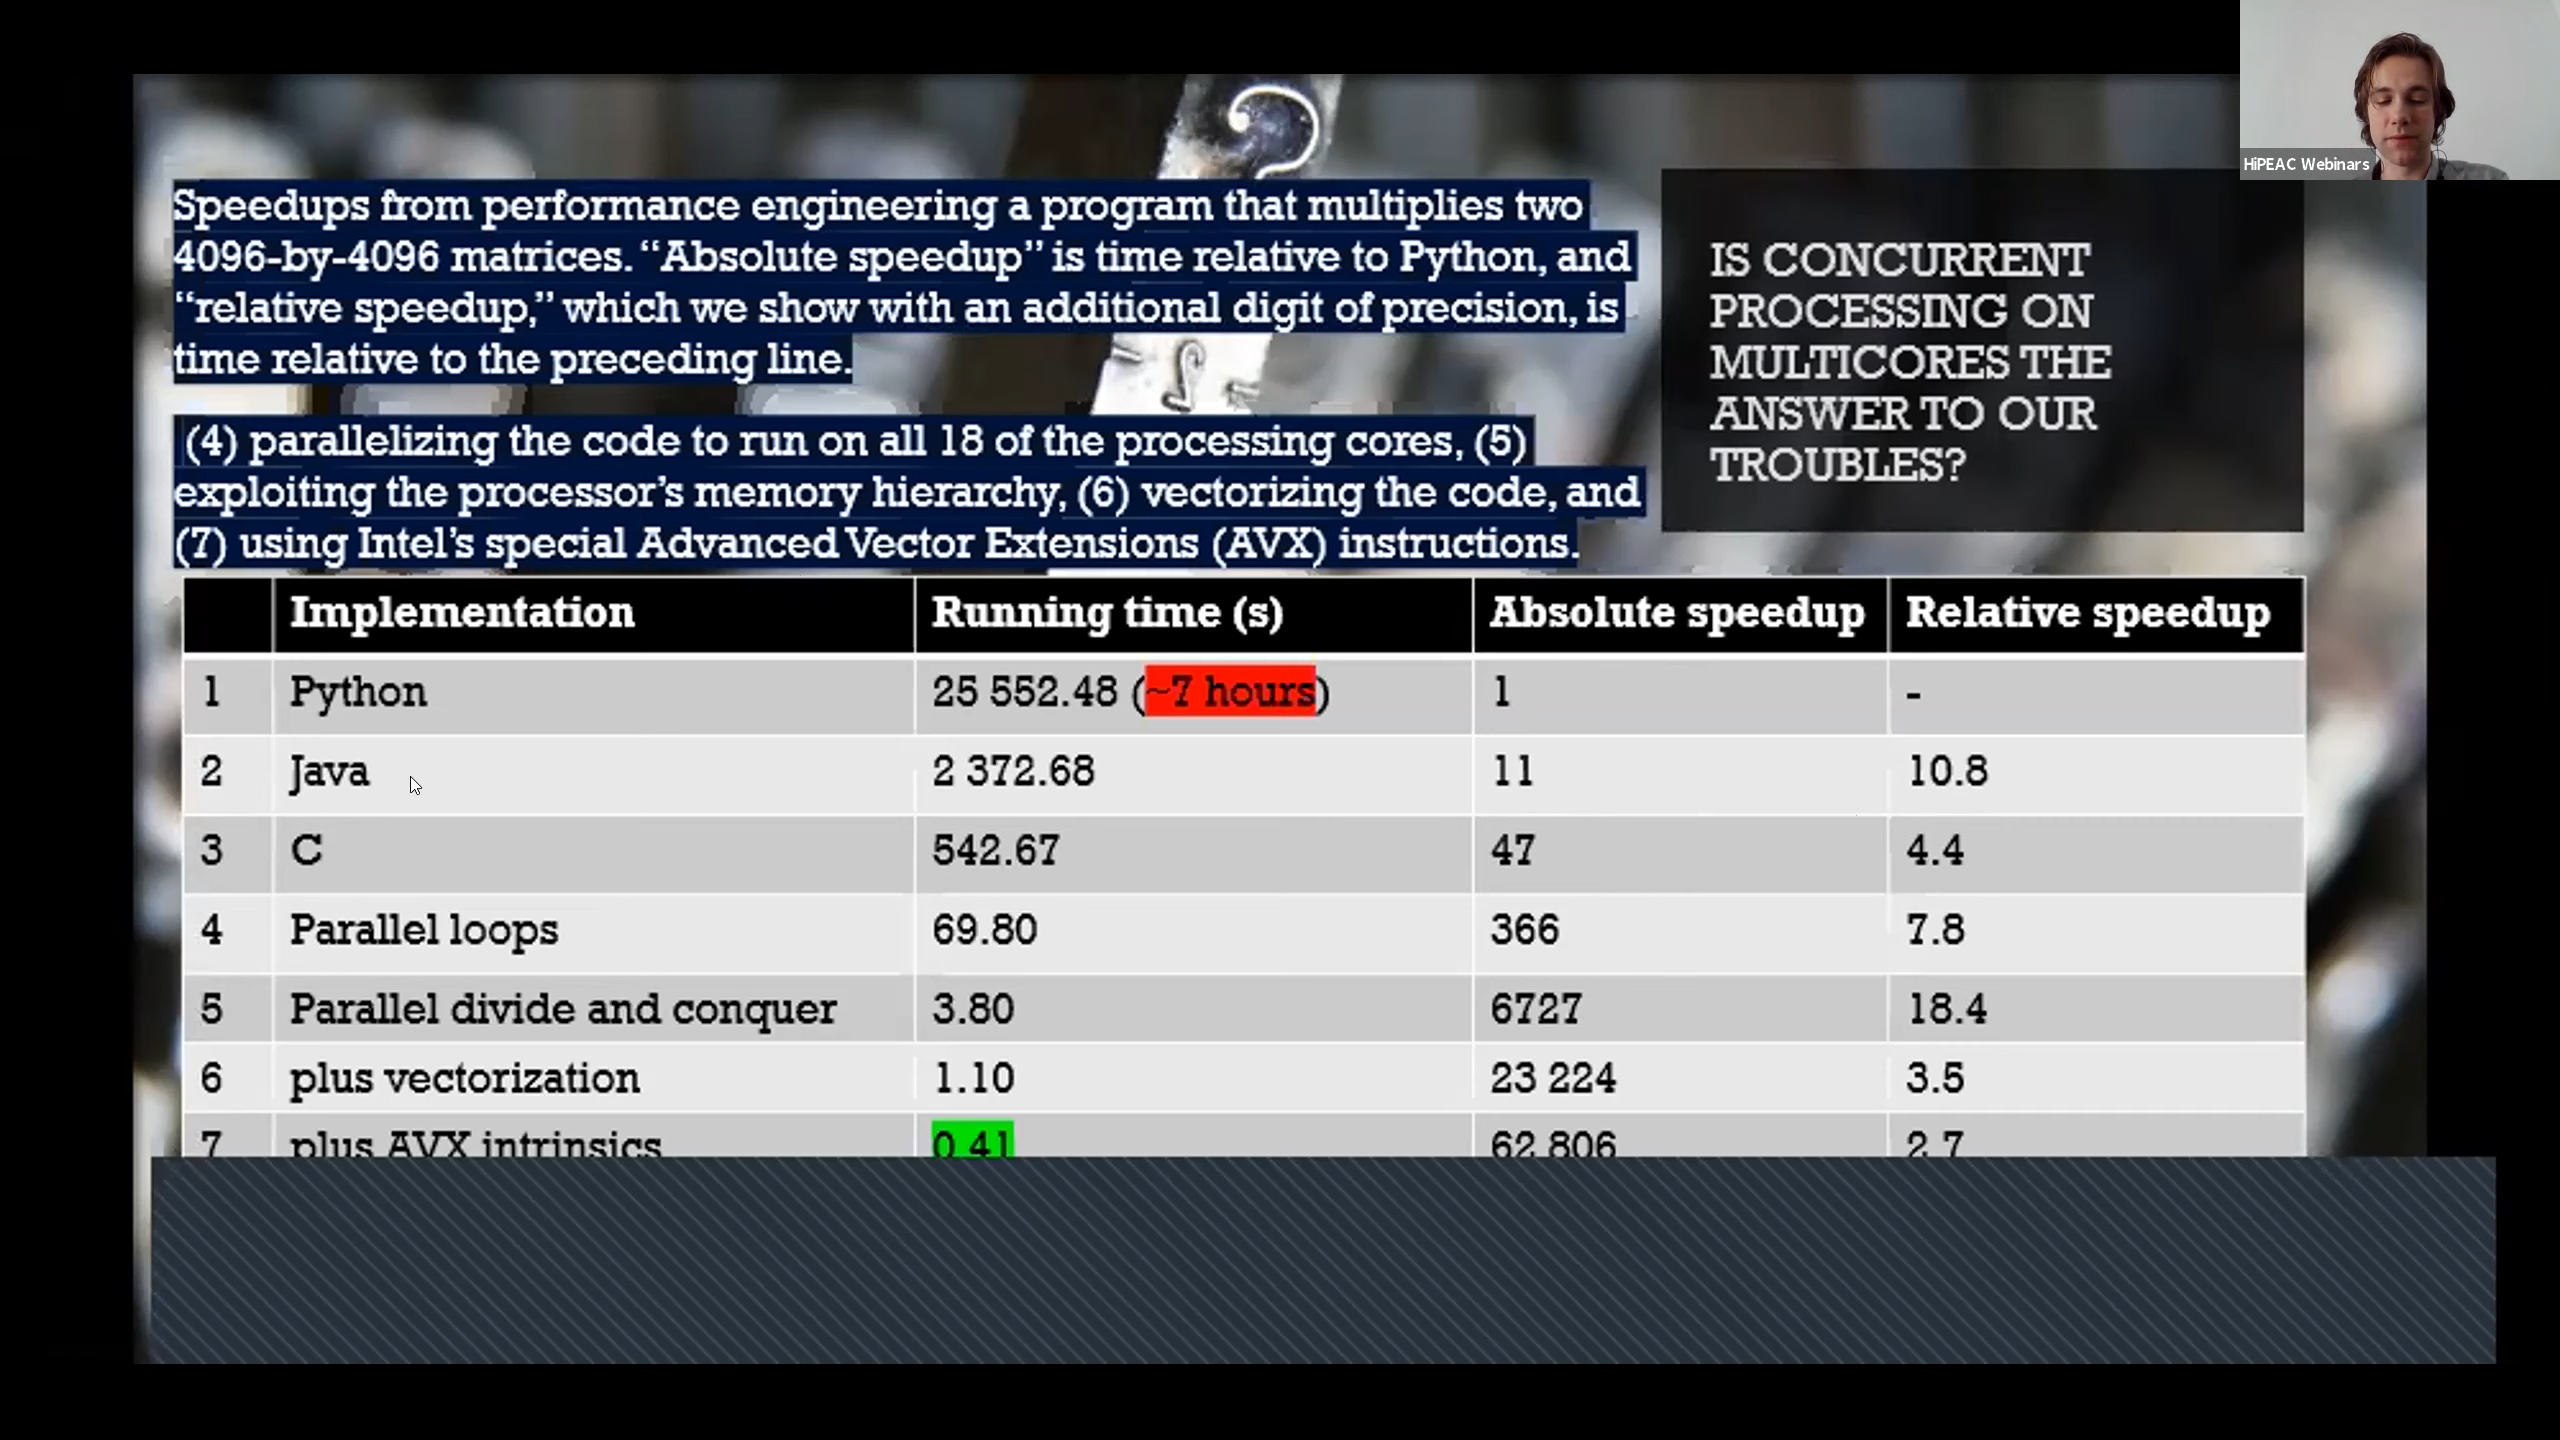 HiPEAC Webinars
Speedups from performance engineering a program that multiplies two
4096-by-4096 matrices. “Absolute speedup” is time relative to Python, and
“relative speedup,” which we show with an additional digit of precision, is
time relative to the preceding line.
(4) parallelizing the code to run on all 18 of the processing cores, (5)
exploiting the processor’s memory hierarchy, (6) vectorizing the code, and
(7) using Intel’s special Advanced Vector Extensions (AVX) instructions.
IS CONCURRENT
PROCESSING ON
MULTICORES THE
ANSWER TO OUR
TROUBLES?
Implementation Running time (s) Absolute speedup Relative speedup
1 Python 25 552.48 (~7 hours) 1 -
2 Java 2 372.68 11 10.8
3 C 542.67 47 4.4
4 Parallel loops 69.80 366 7.8
5 Parallel divide and conquer 3.80 6727 18.4
6 plus vectorization 1.10 23 224 3.5
7 plus AVX intrinsics 0.41 62 806 2.7